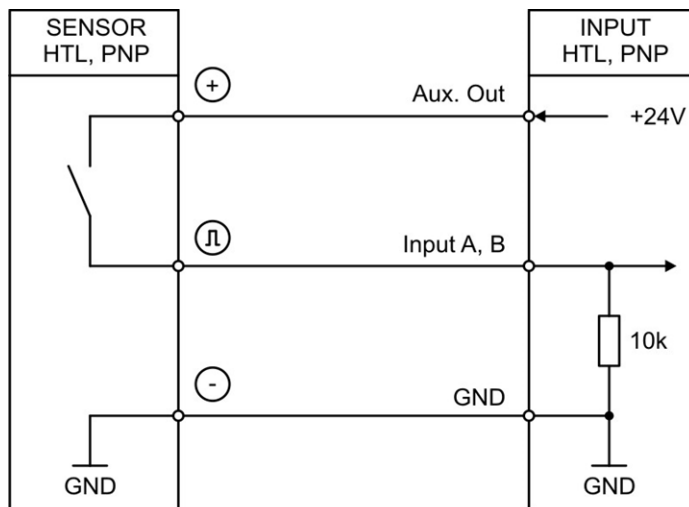 SENSOR
HTL, PNP
INPUT
HTL, PNP
+
Aux. Out
+24V
Input A, B
10k
-
GND
GND
GND